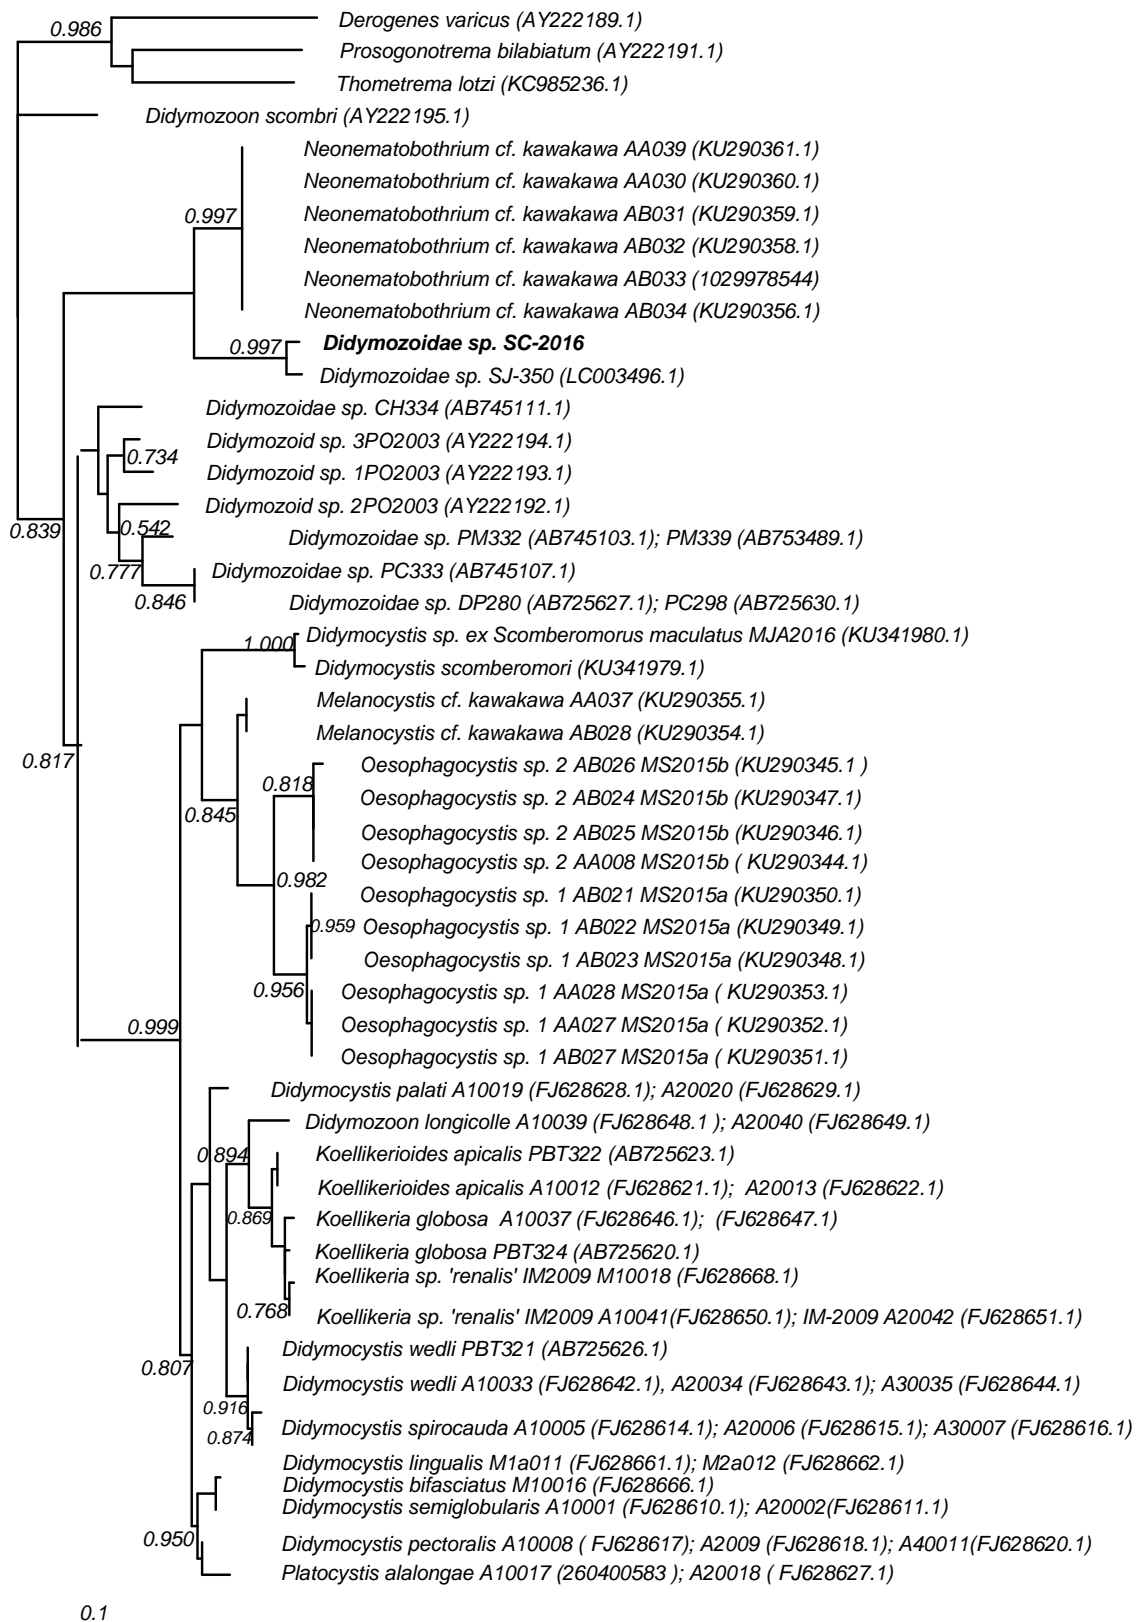 0.986
Derogenes varicus (AY222189.1)
Prosogonotrema bilabiatum (AY222191.1)
Thometrema lotzi (KC985236.1)
Didymozoon scombri (AY222195.1)
Neonematobothrium cf. kawakawa AA039 (KU290361.1)
Neonematobothrium cf. kawakawa AA030 (KU290360.1)
0.997
Neonematobothrium cf. kawakawa AB031 (KU290359.1)
Neonematobothrium cf. kawakawa AB032 (KU290358.1)
Neonematobothrium cf. kawakawa AB033 (1029978544)
Neonematobothrium cf. kawakawa AB034 (KU290356.1)
0.997
Didymozoidae sp. SC-2016
Didymozoidae sp. SJ-350 (LC003496.1)
Didymozoidae sp. CH334 (AB745111.1)
Didymozoid sp. 3PO2003 (AY222194.1)
0.734
Didymozoid sp. 1PO2003 (AY222193.1)
Didymozoid sp. 2PO2003 (AY222192.1)
0.839
0.542
Didymozoidae sp. PM332 (AB745103.1); PM339 (AB753489.1)
0.777
Didymozoidae sp. PC333 (AB745107.1)
0.846
Didymozoidae sp. DP280 (AB725627.1); PC298 (AB725630.1)
1.000
Didymocystis sp. ex Scomberomorus maculatus MJA2016 (KU341980.1)
Didymocystis scomberomori (KU341979.1)
Melanocystis cf. kawakawa AA037 (KU290355.1)
Melanocystis cf. kawakawa AB028 (KU290354.1)
0.817
Oesophagocystis sp. 2 AB026 MS2015b (KU290345.1 )
0.818
Oesophagocystis sp. 2 AB024 MS2015b (KU290347.1)
0.845
Oesophagocystis sp. 2 AB025 MS2015b (KU290346.1)
Oesophagocystis sp. 2 AA008 MS2015b ( KU290344.1)
0.982
Oesophagocystis sp. 1 AB021 MS2015a (KU290350.1)
0.959
Oesophagocystis sp. 1 AB022 MS2015a (KU290349.1)
Oesophagocystis sp. 1 AB023 MS2015a (KU290348.1)
0.956
Oesophagocystis sp. 1 AA028 MS2015a ( KU290353.1)
0.999
Oesophagocystis sp. 1 AA027 MS2015a ( KU290352.1)
Oesophagocystis sp. 1 AB027 MS2015a ( KU290351.1)
Didymocystis palati A10019 (FJ628628.1); A20020 (FJ628629.1)
Didymozoon longicolle A10039 (FJ628648.1 ); A20040 (FJ628649.1)
0.894
Koellikerioides apicalis PBT322 (AB725623.1)
Koellikerioides apicalis A10012 (FJ628621.1); A20013 (FJ628622.1)
0.869
Koellikeria globosa A10037 (FJ628646.1); (FJ628647.1)
Koellikeria globosa PBT324 (AB725620.1)
Koellikeria sp. 'renalis' IM2009 M10018 (FJ628668.1)
0.768
Koellikeria sp. 'renalis' IM2009 A10041(FJ628650.1); IM-2009 A20042 (FJ628651.1)
Didymocystis wedli PBT321 (AB725626.1)
0.807
Didymocystis wedli A10033 (FJ628642.1), A20034 (FJ628643.1); A30035 (FJ628644.1)
0.916
Didymocystis spirocauda A10005 (FJ628614.1); A20006 (FJ628615.1); A30007 (FJ628616.1)
0.874
Didymocystis lingualis M1a011 (FJ628661.1); M2a012 (FJ628662.1)
Didymocystis bifasciatus M10016 (FJ628666.1)
Didymocystis semiglobularis A10001 (FJ628610.1); A20002(FJ628611.1)
0.950
Didymocystis pectoralis A10008 ( FJ628617); A2009 (FJ628618.1); A40011(FJ628620.1)
Platocystis alalongae A10017 (260400583 ); A20018 ( FJ628627.1)
0.1